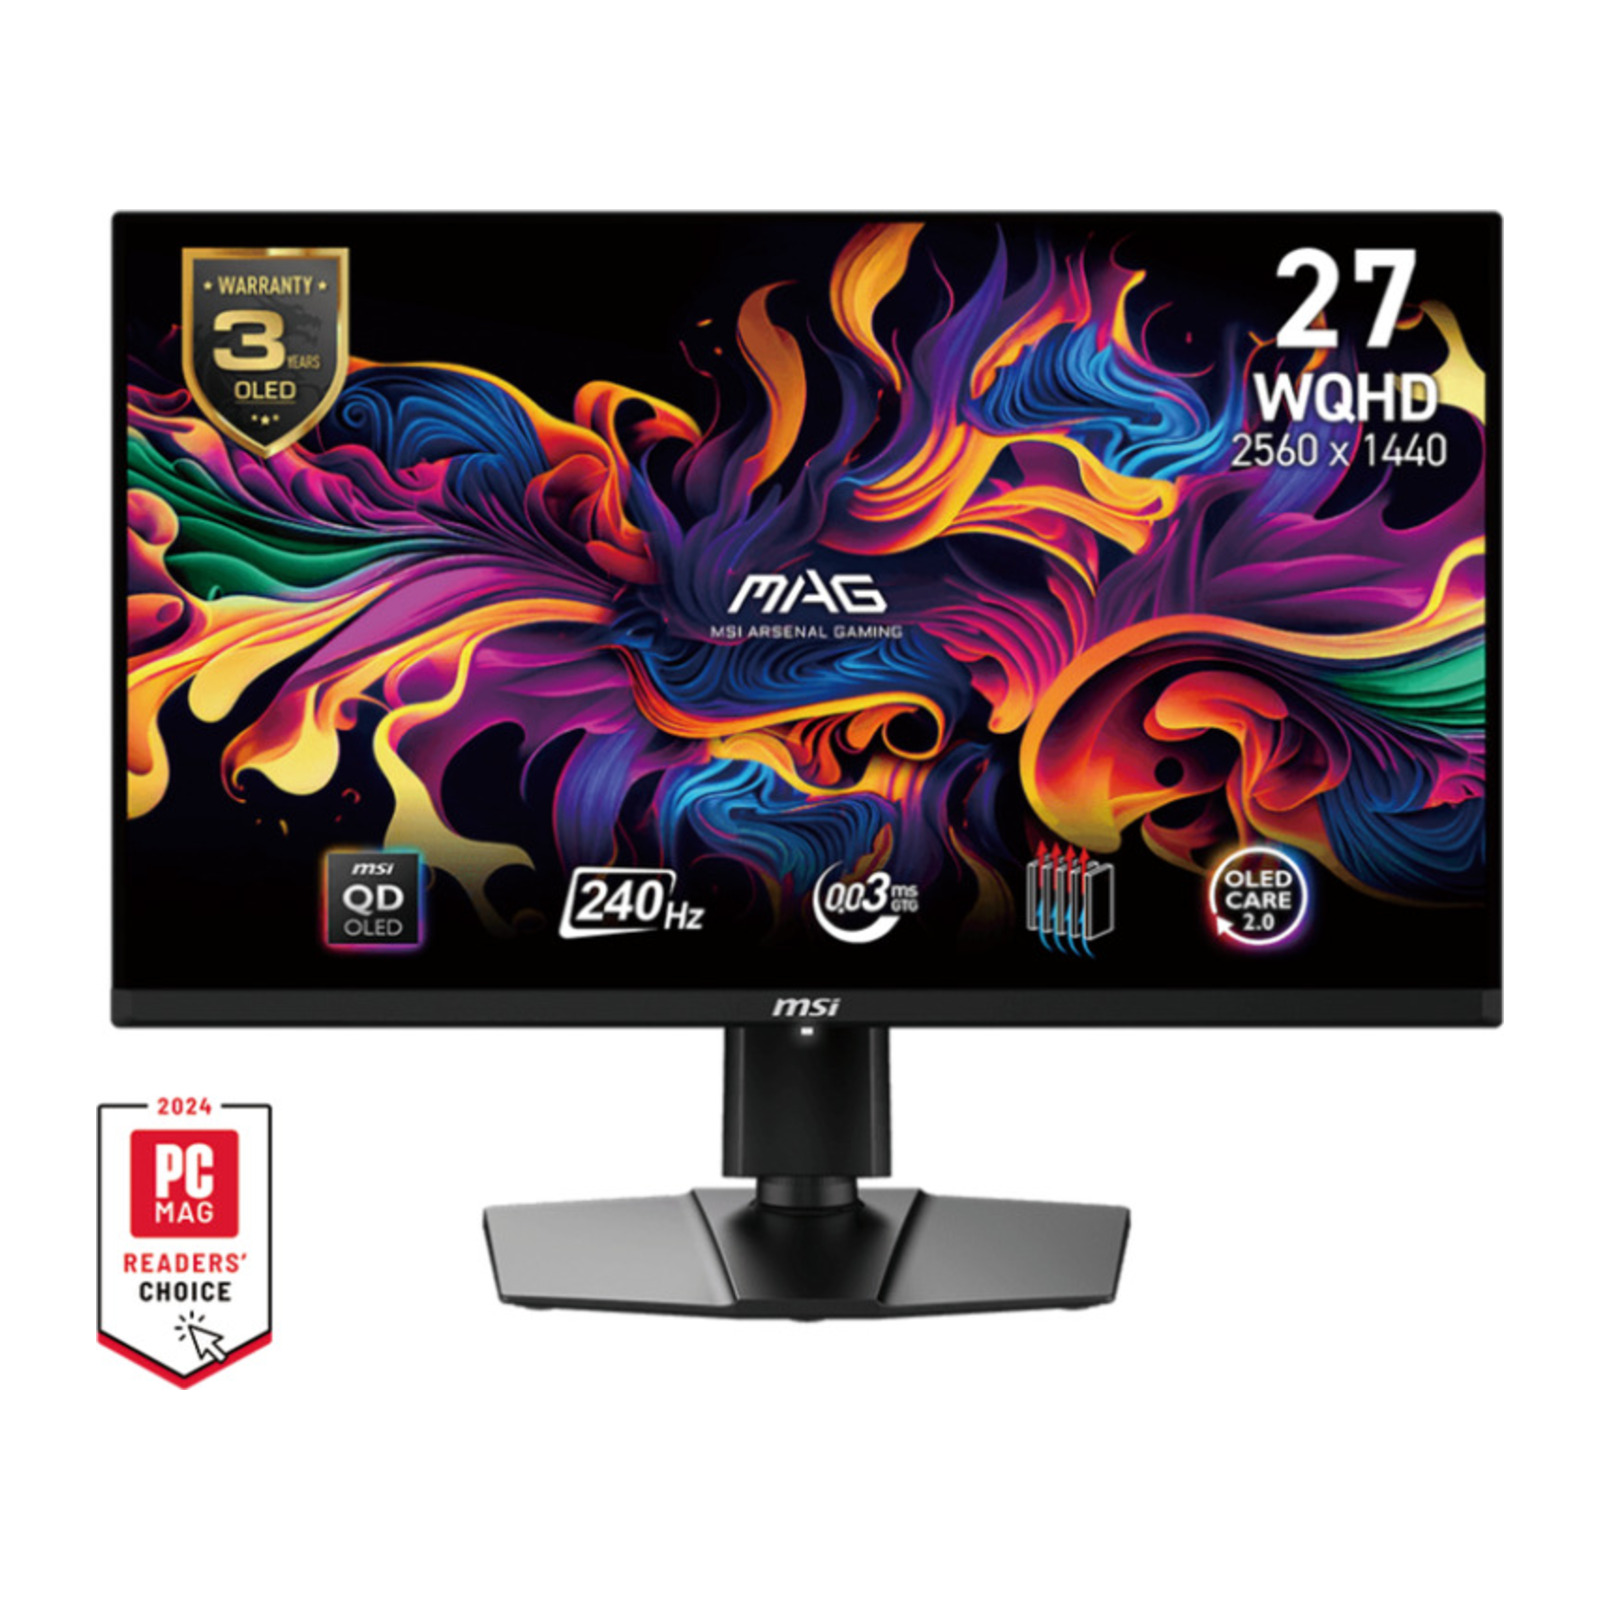 WARRANTY
3 YEARS
OLED
27
WQHD
2560 x 1440
MAG
MSI ARSENAL GAMING
msi
QD
OLED
240Hz
0.03ms
GTG
OLED
CARE
2.0
msi
2024
PC
MAG
READERS'
CHOICE